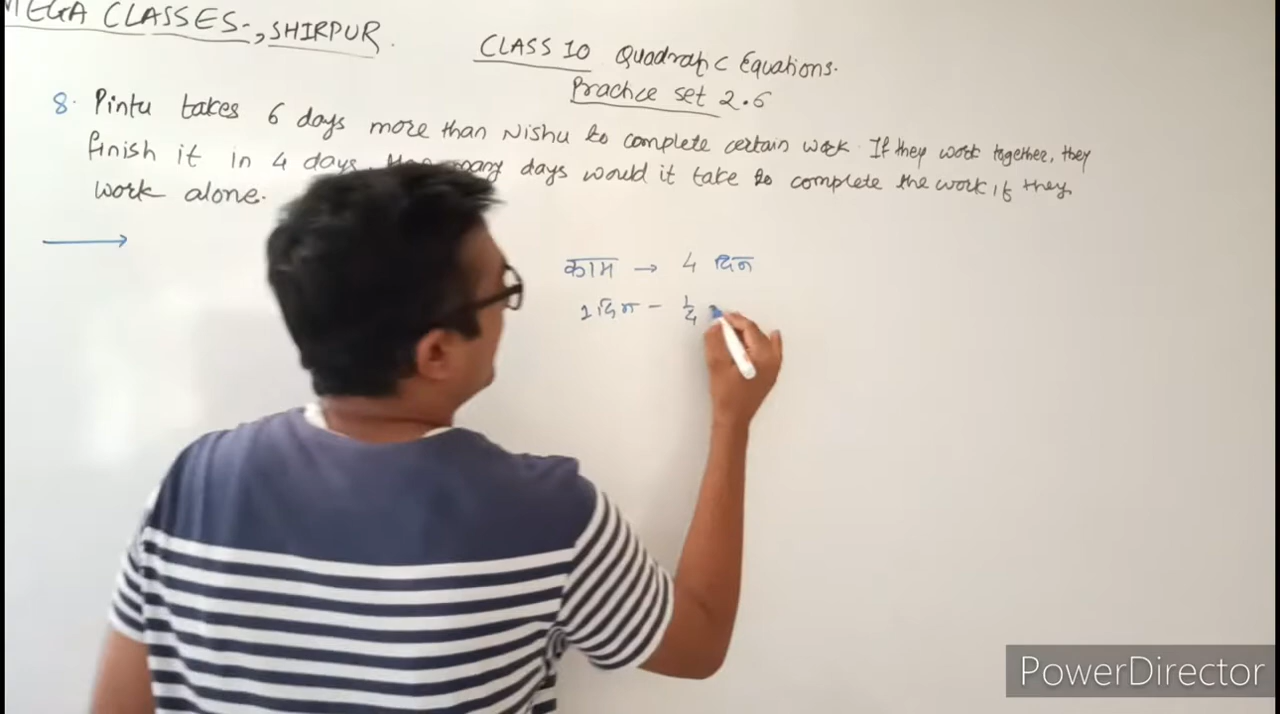 MEGA CLASSES-, SHIRPUR.
CLASS 10 Quadratic Equations.
Practice set 2.6
8. Pintu takes 6 days more than Nishu to complete certain work. If they work together, they
finish it in 4 days. many days would it take to complete the work if they
work alone.
काम → 4 दिन
1 दिन - 1/4
PowerDirector